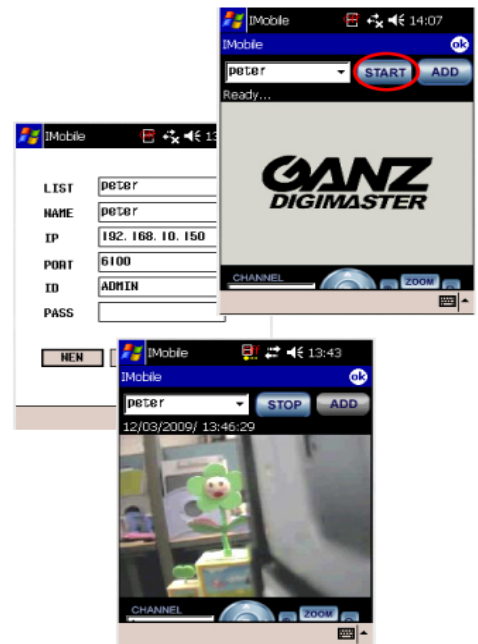 IMobile 14:07
IMobile ok
peter START ADD
Ready...
GANZ
DIGIMASTER
CHANNEL
ZOOM
IMobile
LIST peter
NAME peter
IP 192.168.10.150
PORT 6100
ID ADMIN
PASS
NEN
IMobile 13:43
IMobile ok
peter STOP ADD
12/03/2009/ 13:46:29
CHANNEL
ZOOM